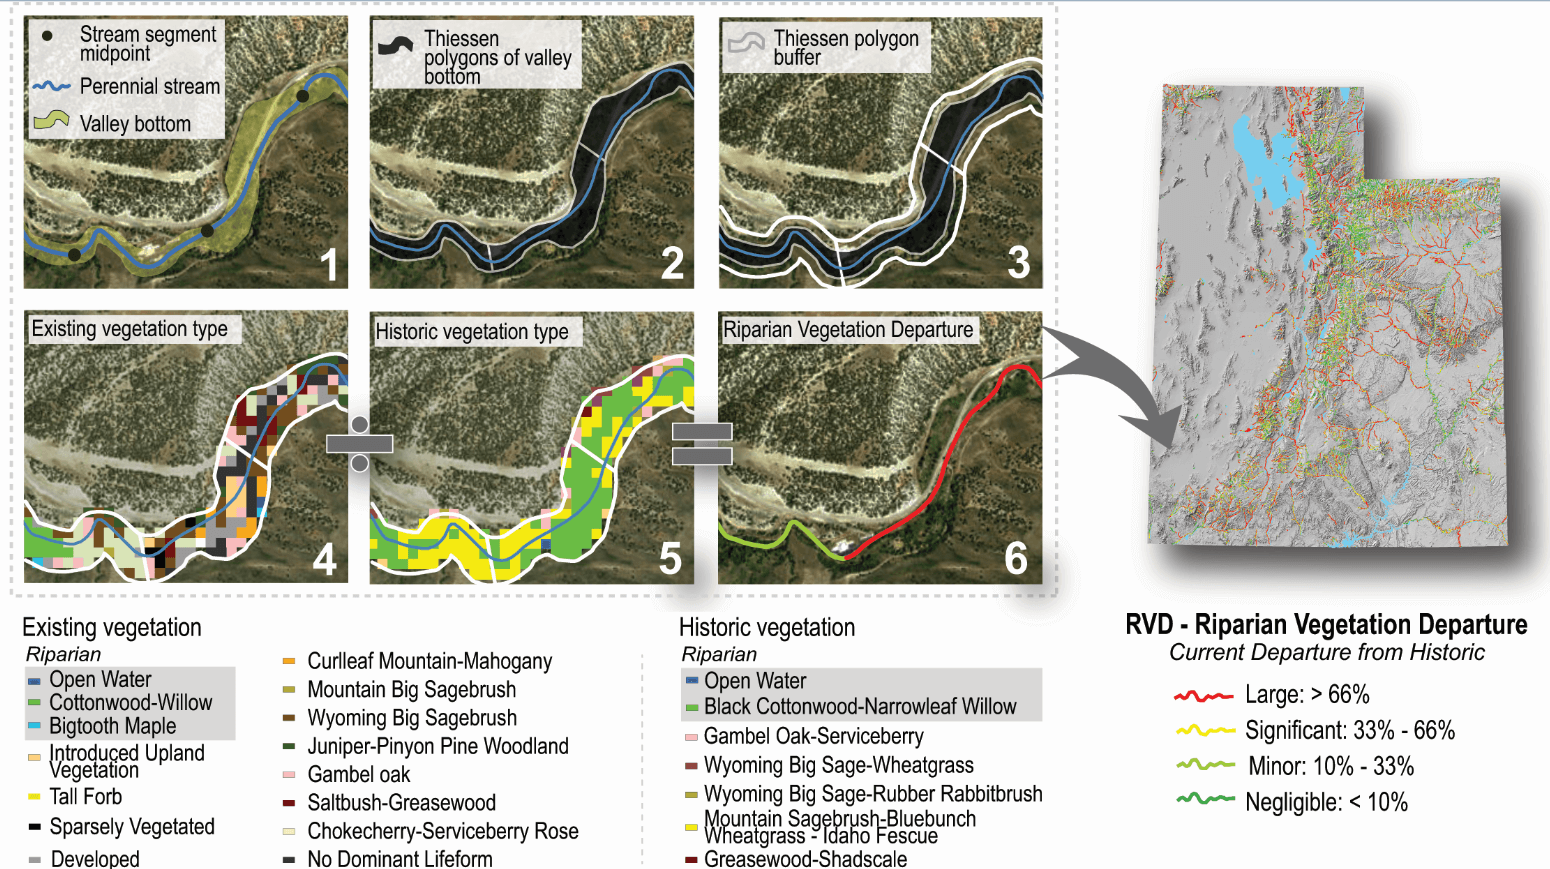 Stream segment
midpoint
Perennial stream
Valley bottom
1
Thiessen
polygons of valley
bottom
2
Thiessen polygon
buffer
3
Existing vegetation type
4
Historic vegetation type
5
Riparian Vegetation Departure
6
Existing vegetation
Riparian
Open Water
Cottonwood-Willow
Bigtooth Maple
Introduced Upland
Vegetation
Tall Forb
Sparsely Vegetated
Developed
Curlleaf Mountain-Mahogany
Mountain Big Sagebrush
Wyoming Big Sagebrush
Juniper-Pinyon Pine Woodland
Gambel oak
Saltbush-Greasewood
Chokecherry-Serviceberry Rose
No Dominant Lifeform
Historic vegetation
Riparian
Open Water
Black Cottonwood-Narrowleaf Willow
Gambel Oak-Serviceberry
Wyoming Big Sage-Wheatgrass
Wyoming Big Sage-Rubber Rabbitbrush
Mountain Sagebrush-Bluebunch
Wheatgrass - Idaho Fescue
Greasewood-Shadscale
RVD - Riparian Vegetation Departure
Current Departure from Historic
Large: > 66%
Significant: 33% - 66%
Minor: 10% - 33%
Negligible: < 10%